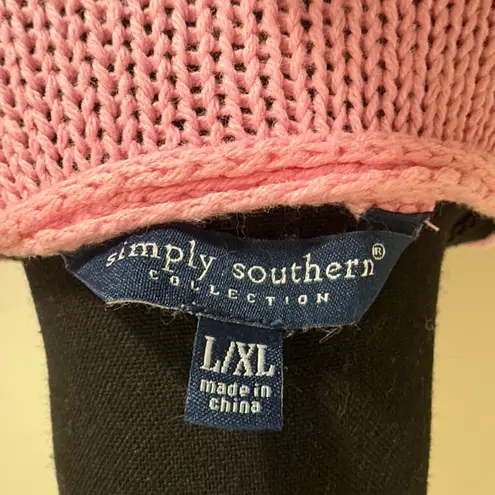 simply southern®
COLLECTION
L/XL
made in
china